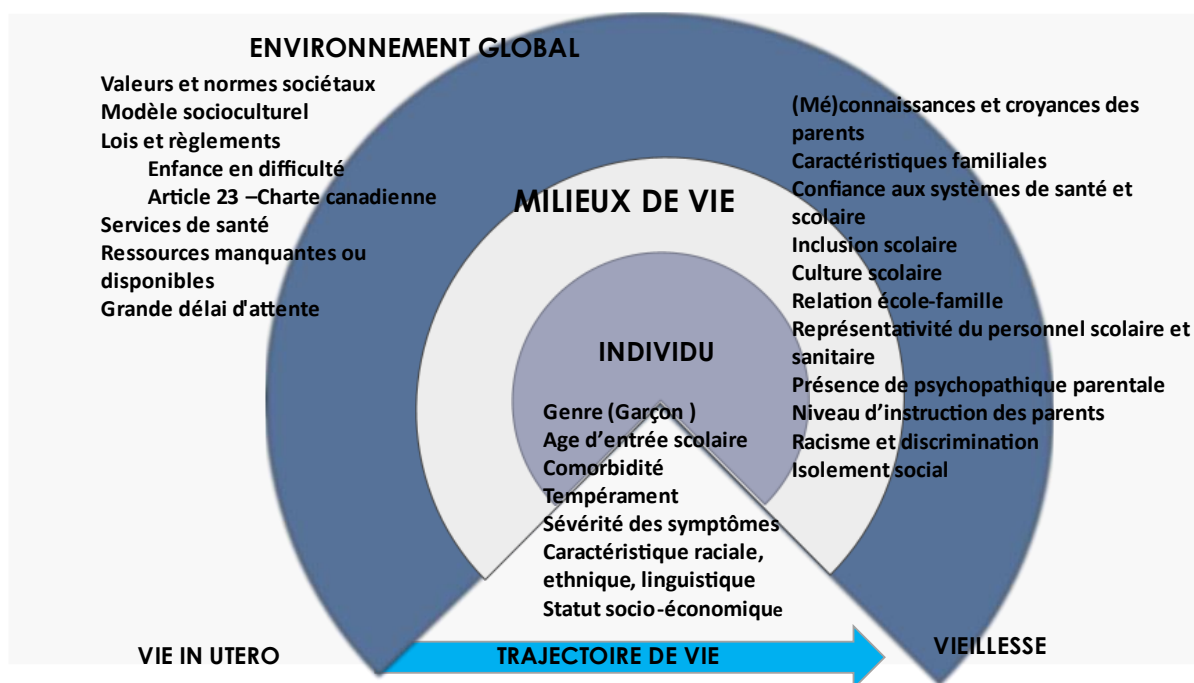 ENVIRONNEMENT GLOBAL
Valeurs et normes sociétaux
Modèle socioculturel
Lois et règlements
Enfance en difficulté
Article 23 –Charte canadienne
Services de santé
Ressources manquantes ou
disponibles
Grande délai d'attente
MILIEUX DE VIE
(Mé)connaissances et croyances des
parents
Caractéristiques familiales
Confiance aux systèmes de santé et
scolaire
Inclusion scolaire
Culture scolaire
Relation école-famille
Représentativité du personnel scolaire et
sanitaire
Présence de psychopathique parentale
Niveau d’instruction des parents
Racisme et discrimination
Isolement social
INDIVIDU
Genre (Garçon )
Age d’entrée scolaire
Comorbidité
Tempérament
Sévérité des symptômes
Caractéristique raciale,
ethnique, linguistique
Statut socio-économique
VIE IN UTERO
TRAJECTOIRE DE VIE
VIEILLESSE